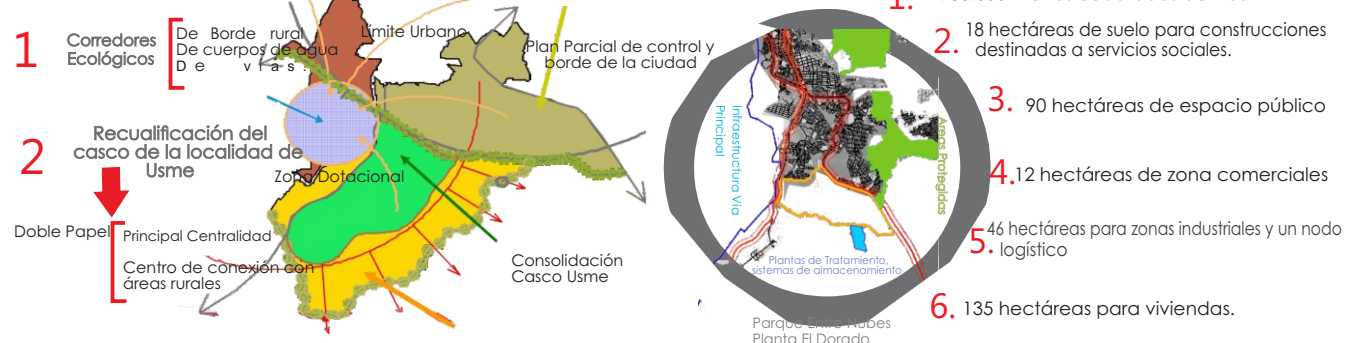 1
Corredores
Ecológicos
De Borde rural
De cuerpos de agua
De vías.
2
Recualificación del
casco de la localidad de
Usme
Doble Papel
Principal Centralidad
Centro de conexión con
áreas rurales
Límite Urbano
Plan Parcial de control y
borde de la ciudad
Zona Dotacional
Consolidación
Casco Usme
Infraestructura Via
Principal
Áreas Protegidas
Plantas de Tratamiento,
sistemas de almacenamiento
Parque Entre Nubes
Planta El Dorado
1.
2. 18 hectáreas de suelo para construcciones
destinadas a servicios sociales.
3. 90 hectáreas de espacio público
4. 12 hectáreas de zona comerciales
5. 46 hectáreas para zonas industriales y un nodo
logístico
6. 135 hectáreas para viviendas.